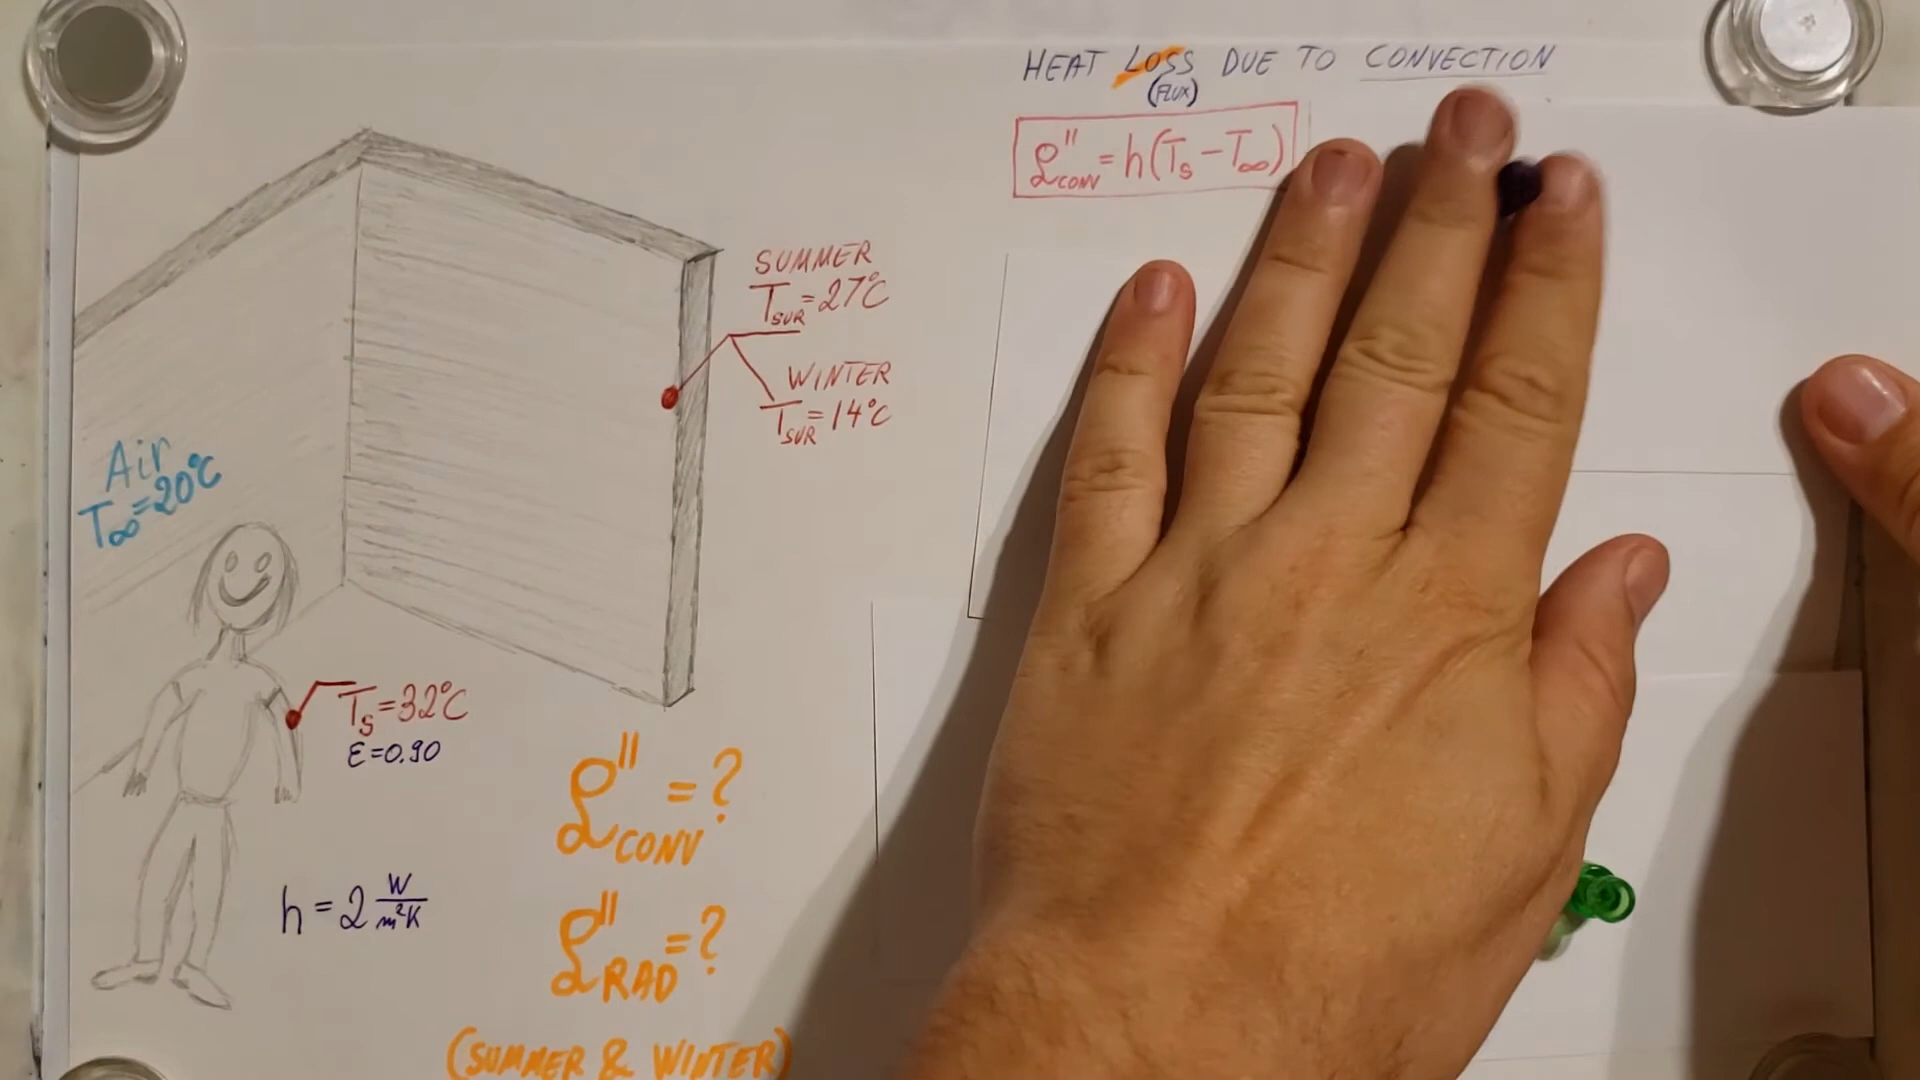 HEAT LOSS DUE TO CONVECTION
(FLUX)
q"CONV = h(Ts - T∞)
SUMMER
TSUR = 27°C
WINTER
TSUR = 14°C
Air
T∞ = 20°C
Ts = 32°C
ε = 0.90
h = 2 W/m²K
q"CONV = ?
q"RAD = ?
(SUMMER & WINTER)